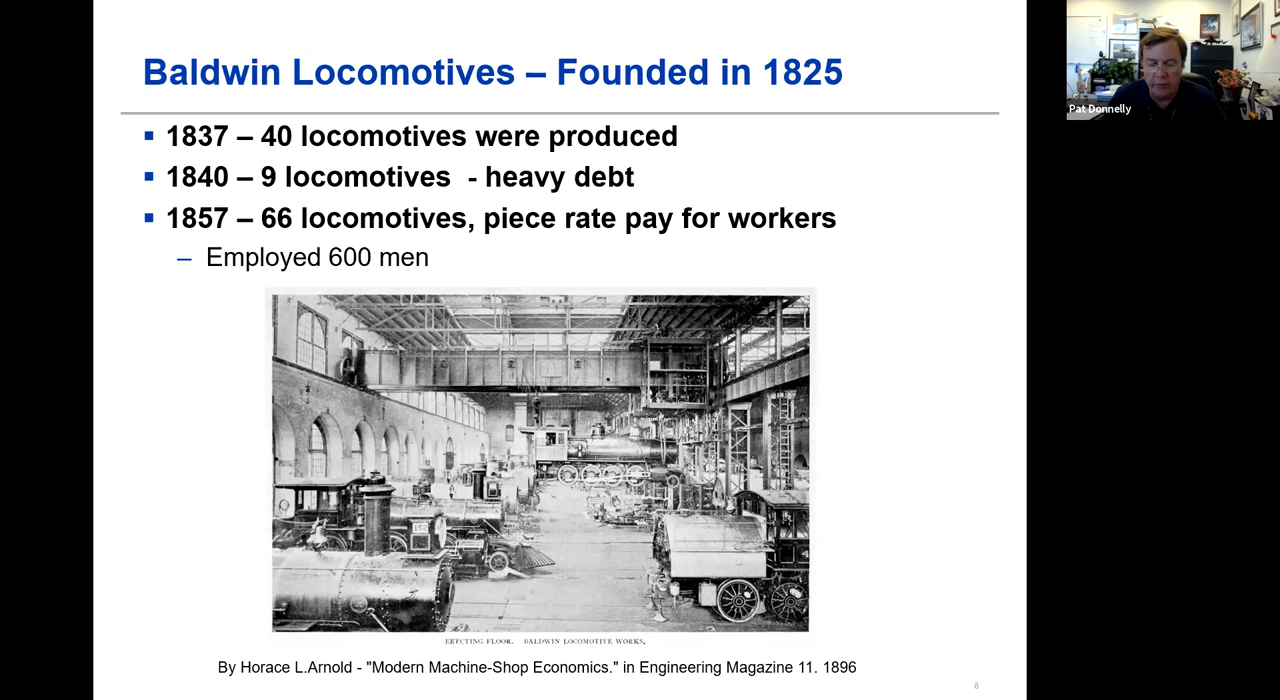 Baldwin Locomotives – Founded in 1825
▪ 1837 – 40 locomotives were produced
▪ 1840 – 9 locomotives - heavy debt
▪ 1857 – 66 locomotives, piece rate pay for workers
– Employed 600 men
ERECTING FLOOR. BALDWIN LOCOMOTIVE WORKS,
By Horace L.Arnold - "Modern Machine-Shop Economics." in Engineering Magazine 11. 1896
8
Pat Donnelly